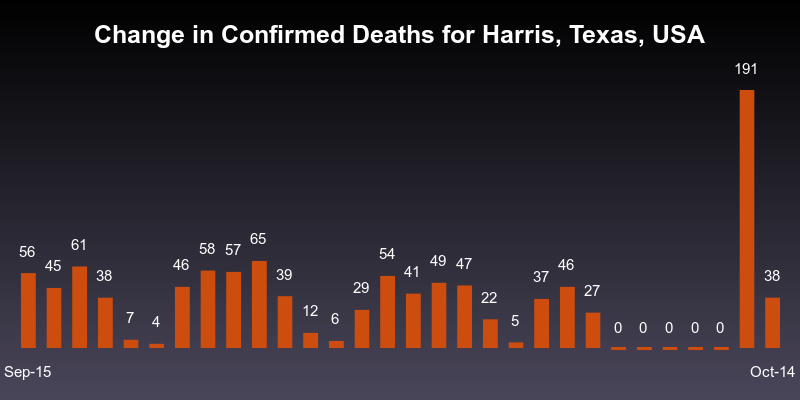 Change in Confirmed Deaths for Harris, Texas, USA
56 45 61 38 7 4 46 58 57 65 39 12 6 29 54 41 49 47 22 5 37 46 27 0 0 0 0 0 191 38
Sep-15 Oct-14